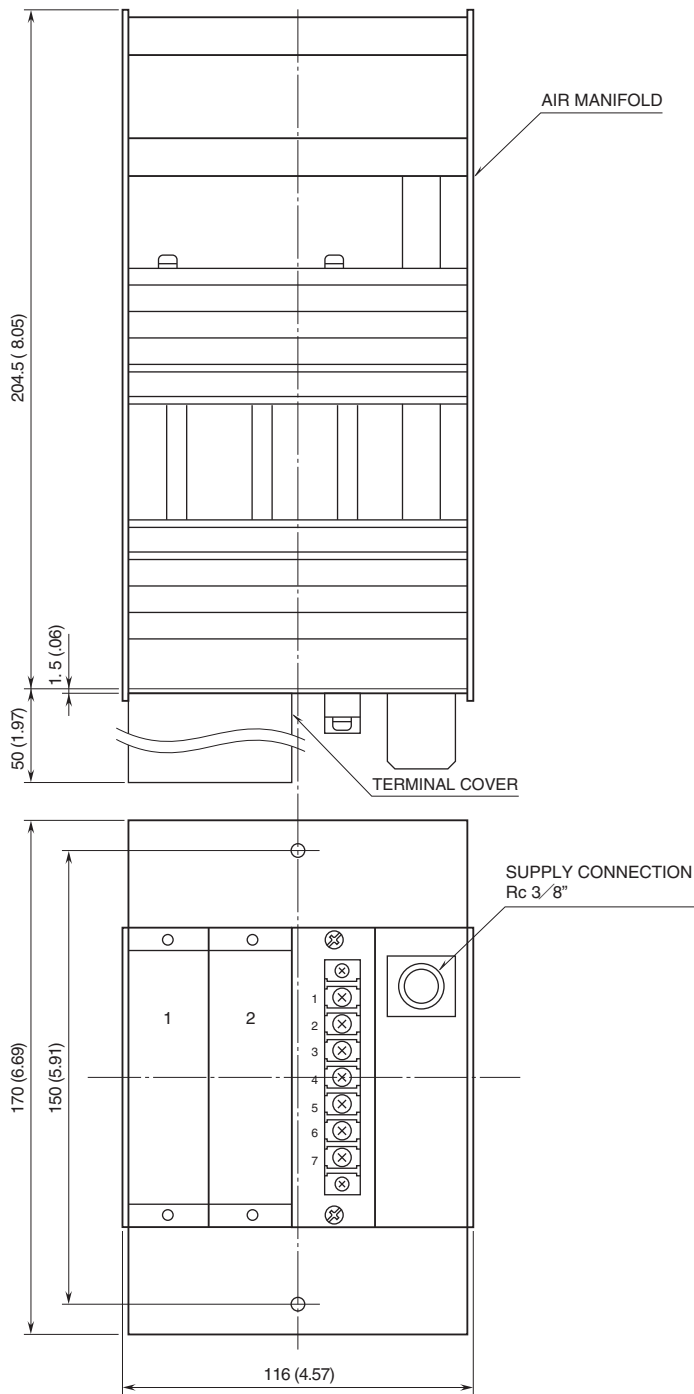 AIR MANIFOLD
204.5 ( 8.05)
1. 5 (.06)
50 (1.97)
TERMINAL COVER
SUPPLY CONNECTION
Rc 3/8”
1
2
1
2
3
4
5
6
7
170 (6.69)
150 (5.91)
116 (4.57)